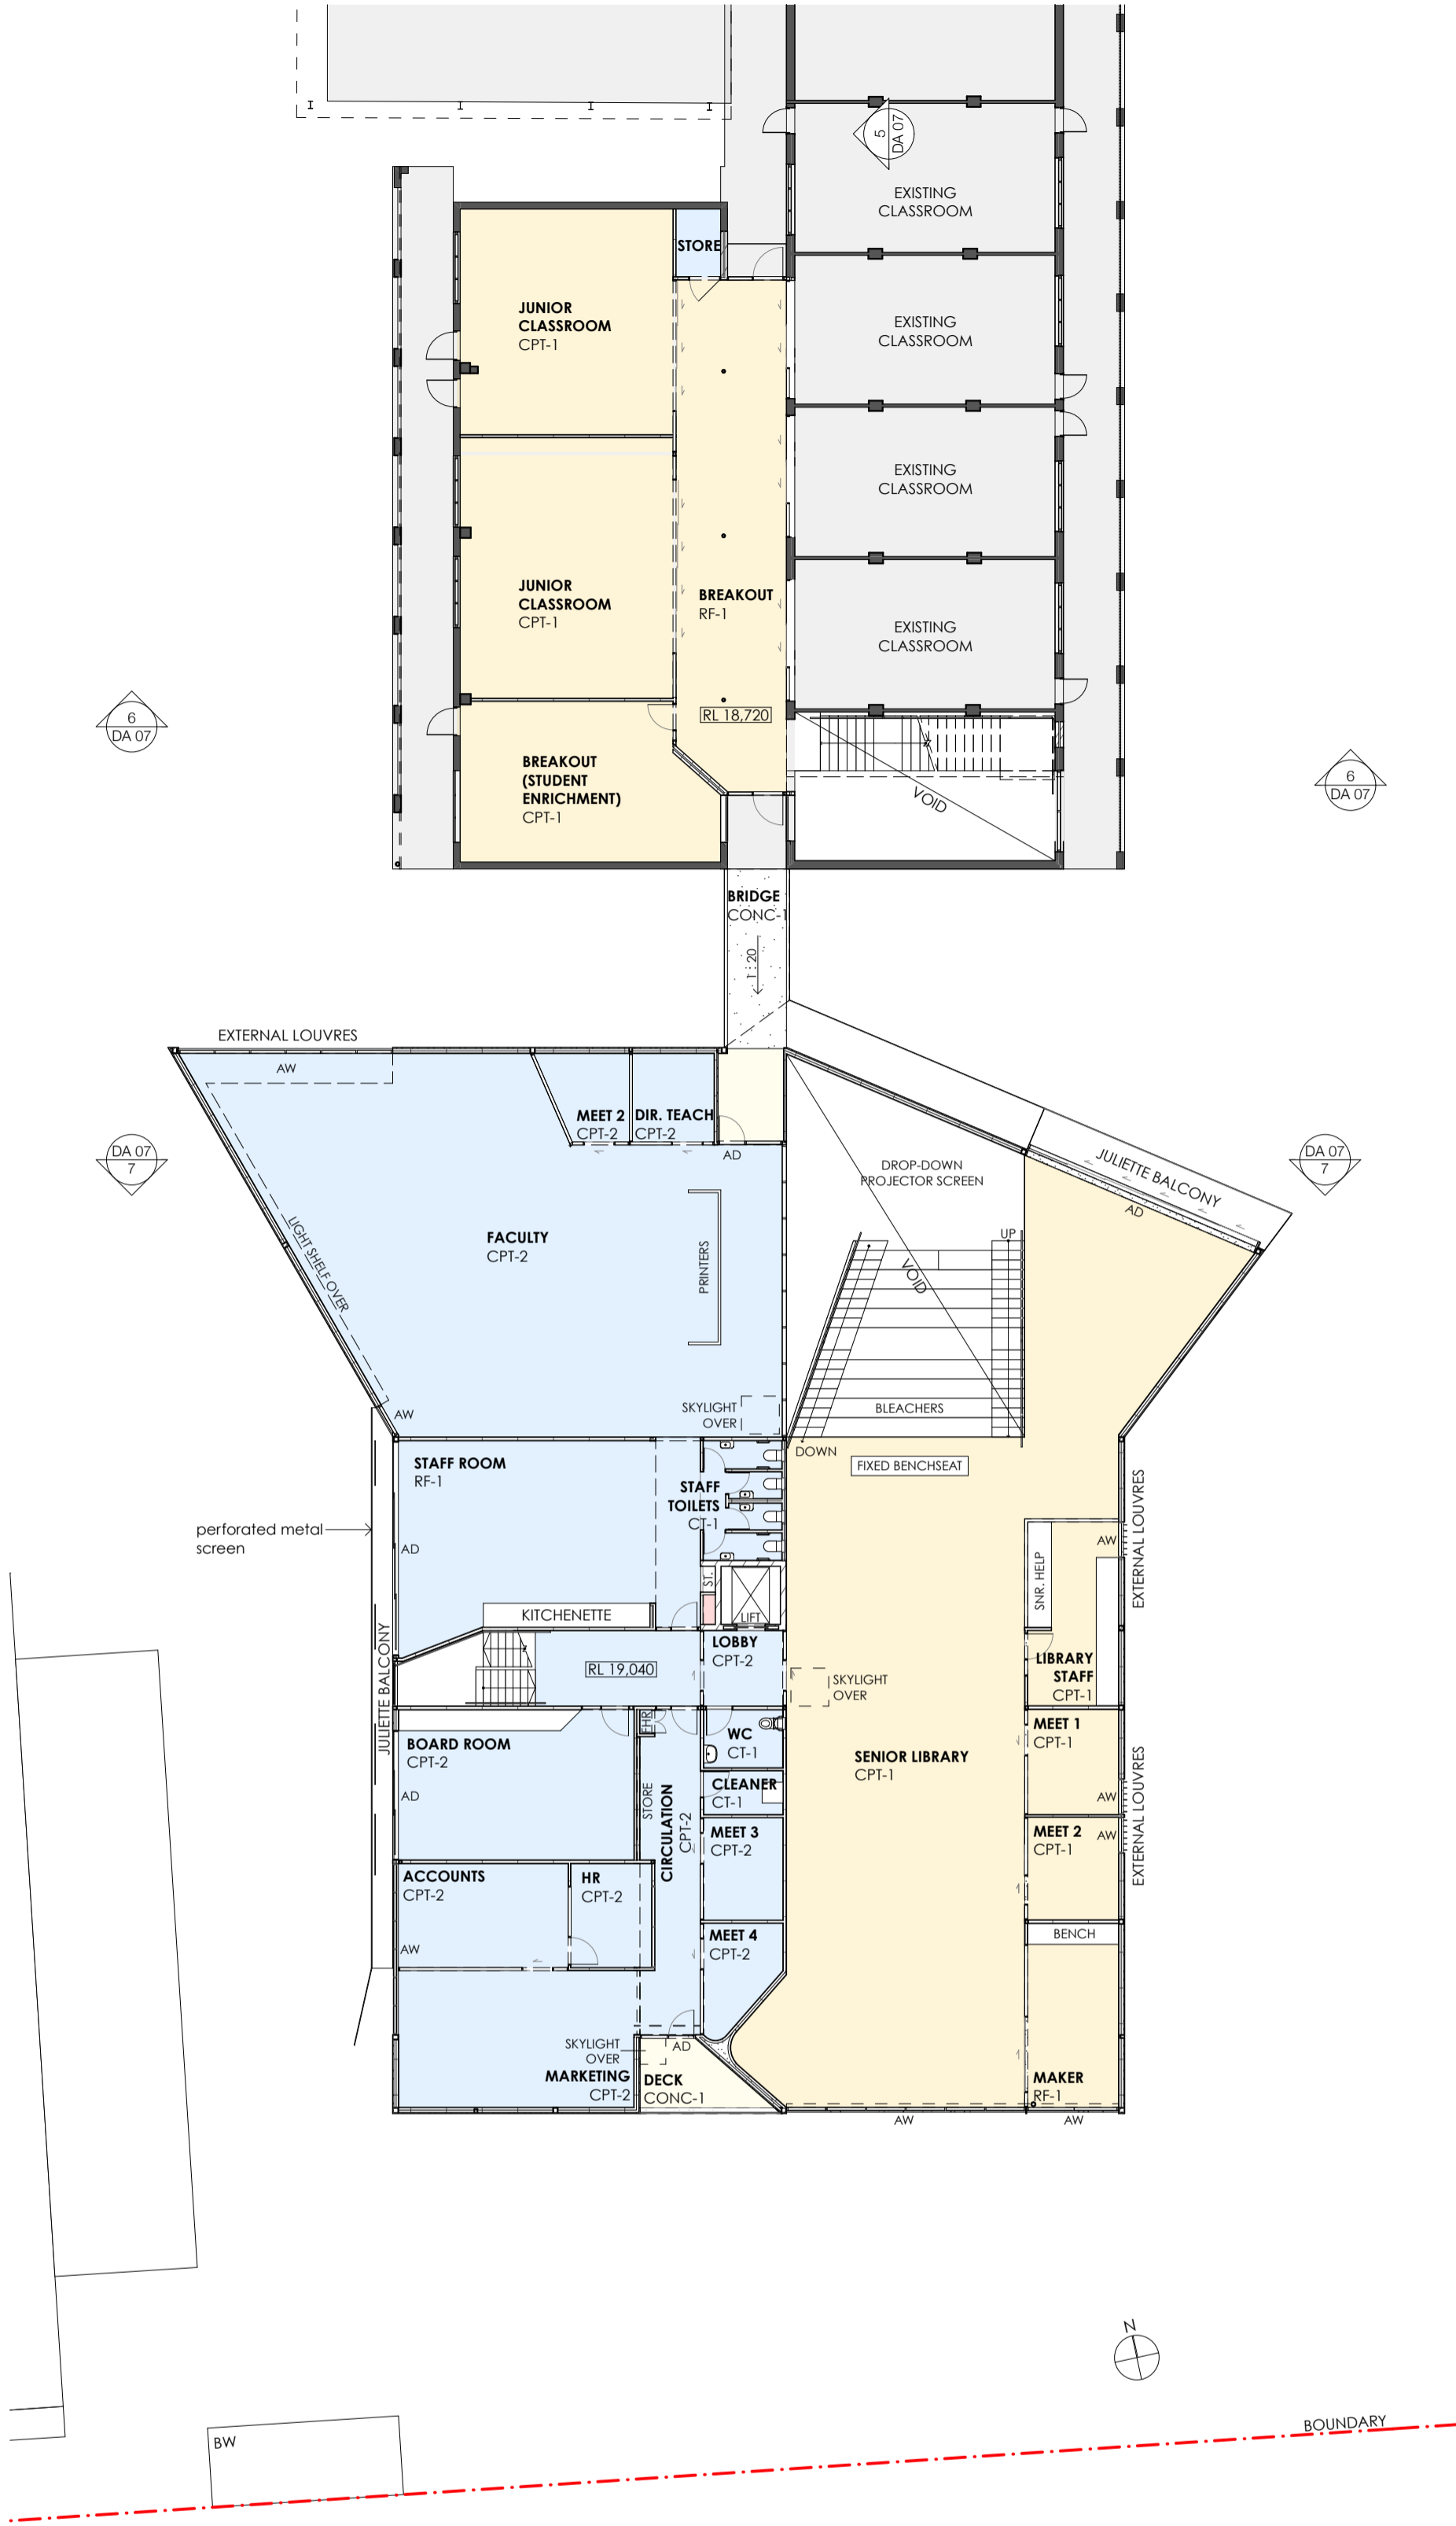 5
DA 07
EXISTING
CLASSROOM
STORE
JUNIOR
CLASSROOM
CPT-1
EXISTING
CLASSROOM
EXISTING
CLASSROOM
JUNIOR
CLASSROOM
CPT-1
BREAKOUT
RF-1
EXISTING
CLASSROOM
RL 18,720
6
DA 07
BREAKOUT
(STUDENT
ENRICHMENT)
CPT-1
VOID
6
DA 07
BRIDGE
CONC-1
1:20
EXTERNAL LOUVRES
AW
MEET 2
CPT-2
DIR. TEACH
CPT-2
AD
DA 07
7
DROP-DOWN
PROJECTOR SCREEN
JULIETTE BALCONY
AD
DA 07
7
LIGHT SHELF OVER
FACULTY
CPT-2
PRINTERS
UP
VOID
SKYLIGHT
OVER
BLEACHERS
AW
DOWN
FIXED BENCHSEAT
STAFF ROOM
RF-1
STAFF
TOILETS
CT-1
perforated metal
screen
AD
AW
EXTERNAL LOUVRES
SNR. HELP
ST.
LIFT
KITCHENETTE
LOBBY
CPT-2
RL 19,040
LIBRARY
STAFF
CPT-1
SKYLIGHT
OVER
JULIETTE BALCONY
FHR
WC
CT-1
MEET 1
CPT-1
BOARD ROOM
CPT-2
SENIOR LIBRARY
CPT-1
AD
STORE
CIRCULATION
CPT-2
CLEANER
CT-1
AW
EXTERNAL LOUVRES
MEET 3
CPT-2
MEET 2
CPT-1
AW
ACCOUNTS
CPT-2
HR
CPT-2
MEET 4
CPT-2
BENCH
AW
SKYLIGHT
OVER
AD
MARKETING
CPT-2
DECK
CONC-1
MAKER
RF-1
AW
AW
N
BOUNDARY
BW